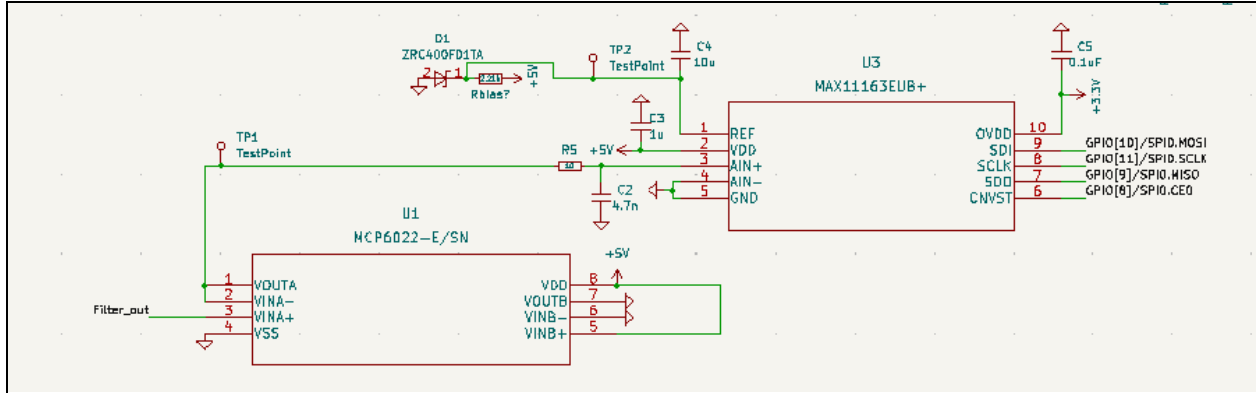 D1
ZRC400FD1TA
2
1
Rbias?
+5V
TP2
TestPoint
C4
10u
C5
0.1uF
+3.3V
U3
MAX11163EUB+
C3
1u
+5V
1 REF
2 VDD
3 AIN+
4 AIN-
5 GND
OVDD 10
SDI 9
SCLK 8
SDO 7
CNVST 6
GPIO[10]/SPI0.MOSI
GPIO[11]/SPI0.SCLK
GPIO[9]/SPI0.MISO
GPIO[8]/SPI0.CE0
TP1
TestPoint
R5
10
C2
4.7n
U1
MCP6022-E/SN
+5V
Filter_out
1 VOUTA
2 VINA-
3 VINA+
4 VSS
VDD 8
VOUTB 7
VINB- 6
VINB+ 5